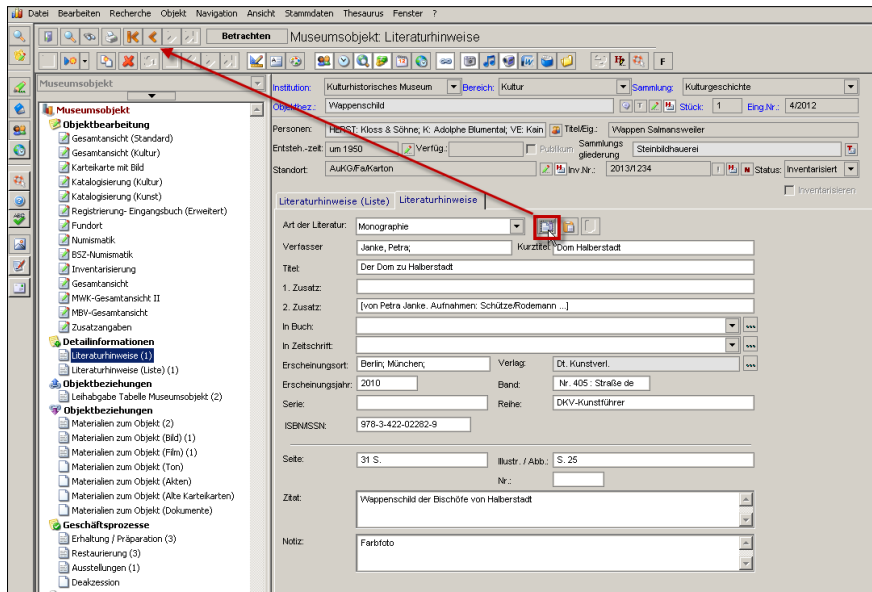 Datei Bearbeiten Recherche Objekt Navigation Ansicht Stammdaten Thesaurus Fenster ?
Betrachten Museumsobjekt: Literaturhinweise
F
Museumsobjekt
Museumsobjekt
Objektbearbeitung
Gesamtansicht (Standard)
Gesamtansicht (Kultur)
Karteikarte mit Bild
Katalogisierung (Kultur)
Katalogisierung (Kunst)
Registrierung- Eingangsbuch (Erweitert)
Fundort
Numismatik
BSZ-Numismatik
Inventarisierung
Gesamtansicht
MWK-Gesamtansicht II
MBV-Gesamtansicht
Zusatzangaben
Detailinformationen
Literaturhinweise (1)
Literaturhinweise (Liste) (1)
Objektbeziehungen
Leihabgabe Tabelle Museumsobjekt (2)
Objektbeziehungen
Materialien zum Objekt (2)
Materialien zum Objekt (Bild) (1)
Materialien zum Objekt (Film) (1)
Materialien zum Objekt (Ton)
Materialien zum Objekt (Akten)
Materialien zum Objekt (Alte Karteikarten)
Materialien zum Objekt (Dokumente)
Geschäftsprozesse
Erhaltung / Präparation (3)
Restaurierung (3)
Ausstellungen (1)
Deakzession
Institution: Kulturhistorisches Museum Bereich: Kultur Sammlung: Kulturgeschichte
Objektbez.: Wappenschild T Stück: 1 Eing.Nr.: 4/2012
Personen: HERST: Kloss & Söhne; K: Adolphe Blumental; VE: Kain Titel/Eig.: Wappen Salmansweiler
Entsteh.-zeit: um 1950 Verfüg.: Publikum Sammlungs gliederung Steinbildhauerei
Standort: AuKG/Fa/Karton Inv.Nr.: 2013/1234 Status: Inventarisiert
Inventarisieren
Literaturhinweise (Liste) Literaturhinweise
Art der Literatur: Monographie
Verfasser Janke, Petra; Kurztitel: Dom Halberstadt
Titel: Der Dom zu Halberstadt
1. Zusatz:
2. Zusatz: [von Petra Janke. Aufnahmen: Schütze/Rodemann ...]
In Buch:
In Zeitschrift:
Erscheinungsort: Berlin; München; Verlag: Dt. Kunstverl.
Erscheinungsjahr: 2010 Band: Nr. 405 : Straße de
Serie: Reihe: DKV-Kunstführer
ISBN/ISSN: 978-3-422-02282-9
Seite: 31 S. Illustr. / Abb.: S. 25
Nr.:
Zitat: Wappenschild der Bischöfe von Halberstadt
Notiz: Farbfoto